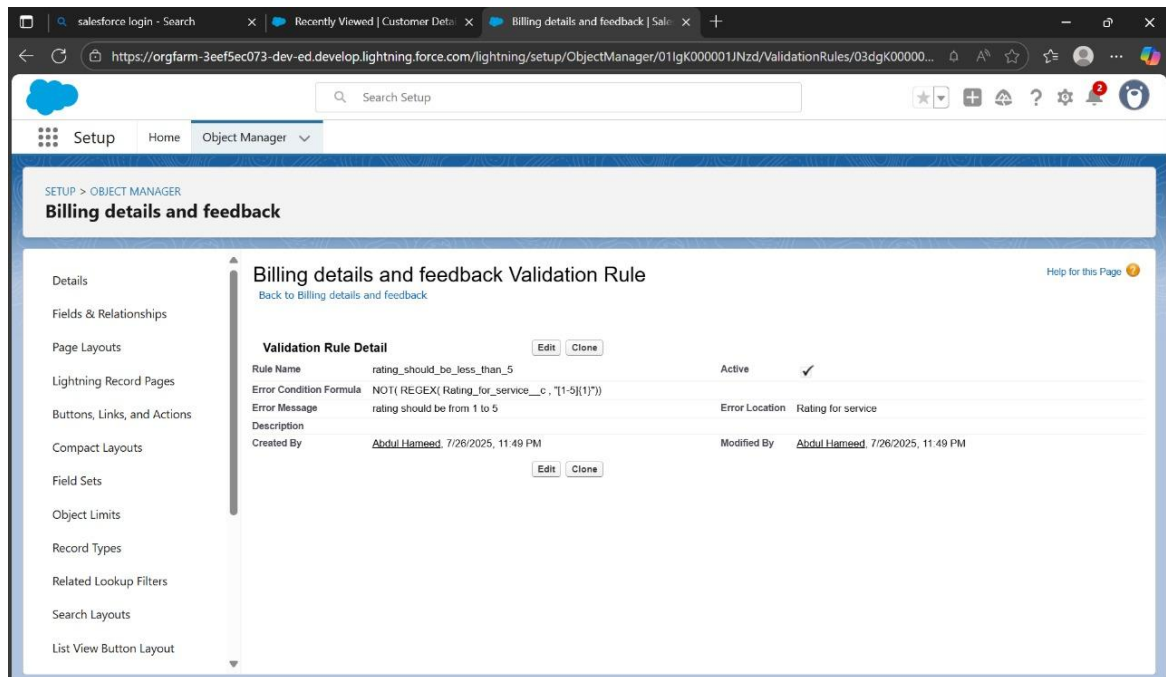 salesforce login - Search
Recently Viewed | Customer Detai
Billing details and feedback | Sale
https://orgfarm-3eef5ec073-dev-ed.develop.lightning.force.com/lightning/setup/ObjectManager/01IgK000001JNzd/ValidationRules/03dgK00000...
Search Setup
2
Setup Home Object Manager
SETUP > OBJECT MANAGER
Billing details and feedback
Details
Fields & Relationships
Page Layouts
Lightning Record Pages
Buttons, Links, and Actions
Compact Layouts
Field Sets
Object Limits
Record Types
Related Lookup Filters
Search Layouts
List View Button Layout
Billing details and feedback Validation Rule
Help for this Page
Back to Billing details and feedback
Validation Rule Detail Edit Clone
Rule Name rating_should_be_less_than_5 Active ✓
Error Condition Formula NOT( REGEX( Rating_for_service__c , "[1-5]{1}"))
Error Message rating should be from 1 to 5 Error Location Rating for service
Description
Created By Abdul Hameed, 7/26/2025, 11:49 PM Modified By Abdul Hameed, 7/26/2025, 11:49 PM
Edit Clone